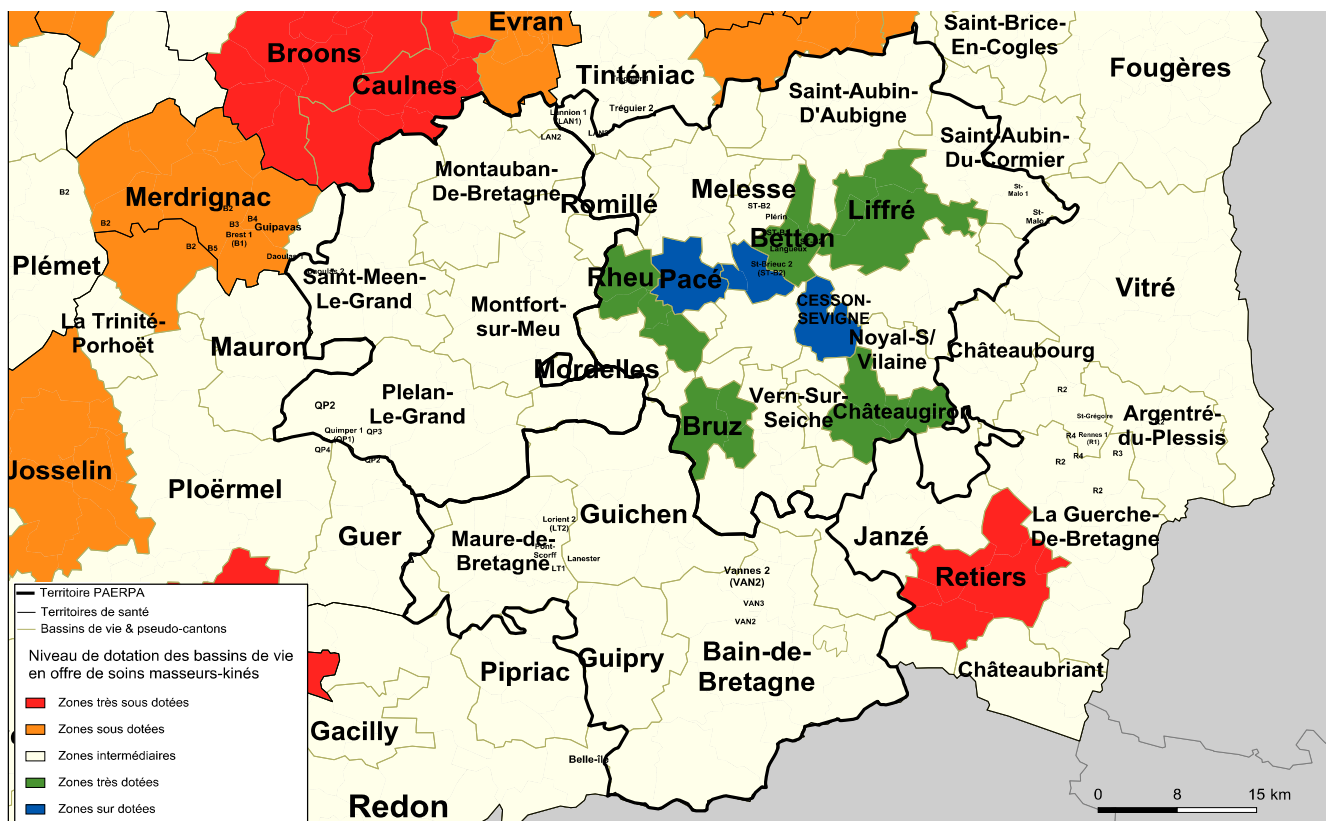 Evran
Saint-Brice-
En-Cogles
Broons
Caulnes
Tinténiac
Fougères
Saint-Aubin-
D'Aubigne
Tréguier 2
Lannion 1
(LAN1)
LAN2
Saint-Aubin-
Du-Cormier
Montauban-
De-Bretagne
Melesse
Merdrignac
Romillé
Liffré
St-
Malo 1
St-
B2
B2
B2
B3
B4
Guipavas
Brest 1
(B1)
B2
B5
ST-B2
Plérin
Betton
Langueux
St-Brieuc 2
(ST-B2)
Plémet
Saint-Meen-
Le-Grand
Rheu
Pacé
Vitré
CESSON-
SEVIGNE
Montfort-
sur-Meu
La Trinité-
Porhoët
Mauron
Noyal-S/
Vilaine
Châteaubourg
Mordelles
Plelan-
Le-Grand
Vern-Sur-
Seiche
Châteaugiron
Bruz
R2
St-Grégoire
Argentré-
du-Plessis
R4
Rennes 1
(R1)
R3
R2
R4
R2
QP2
Quimper 1
(QP1)
QP3
QP4
QP2
Josselin
Ploërmel
Guichen
Guer
Maure-de-
Bretagne
Lorient 2
(LT2)
Pont-
Scorff
LT1
Lanester
Janzé
La Guerche-
De-Bretagne
Retiers
Vannes 2
(VAN2)
VAN3
VAN2
Bain-de-
Bretagne
Guipry
Pipriac
Châteaubriant
Gacilly
Belle-île
Redon
Territoire PAERPA
Territoires de santé
Bassins de vie & pseudo-cantons
Niveau de dotation des bassins de vie
en offre de soins masseurs-kinés
Zones très sous dotées
Zones sous dotées
Zones intermédiaires
Zones très dotées
Zones sur dotées
0 8 15 km